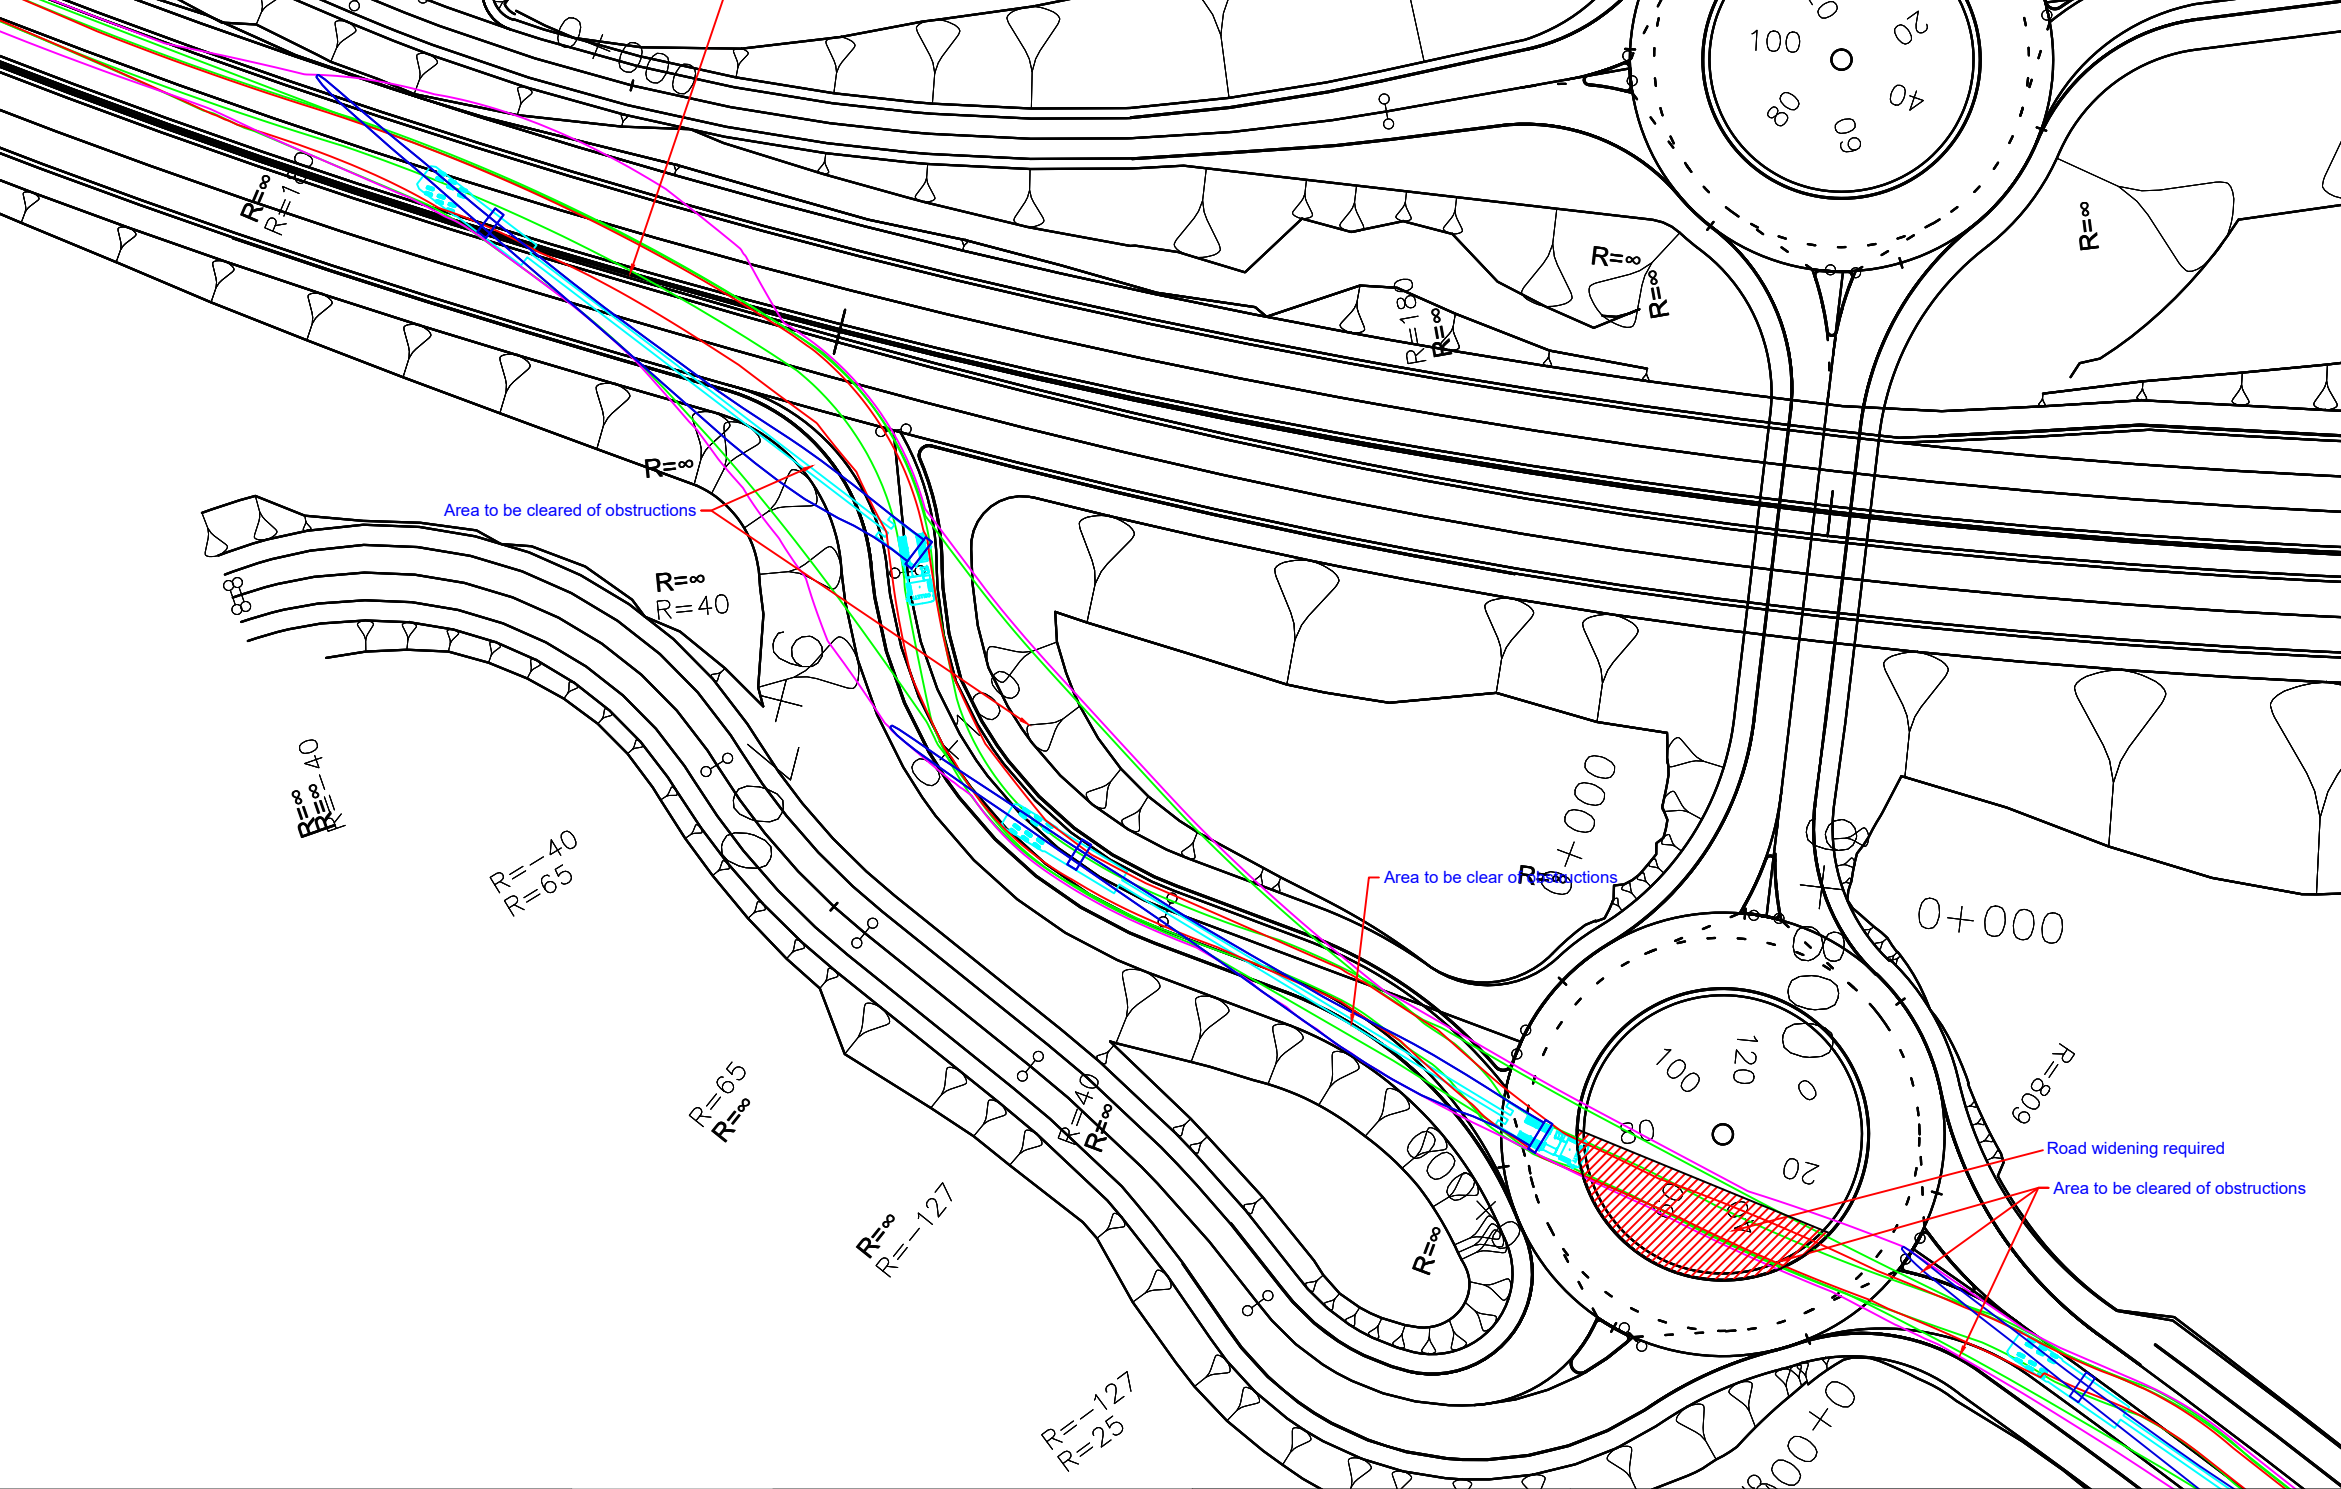 0+000
100
20
40
60
80
R=∞
R=180
R=∞
R=∞
R=∞
R=180
R=∞
R=∞
Area to be cleared of obstructions
R=∞
R=40
R=∞
R=∞
R=-40
R=65
Area to be clear of obstructions
R=∞
0+000
0+000
R=65
R=∞
R=40
R=∞
R=∞
R=-127
R=∞
100
120
0
80
20
40
60
R=809
Road widening required
Area to be cleared of obstructions
R=-127
R=25